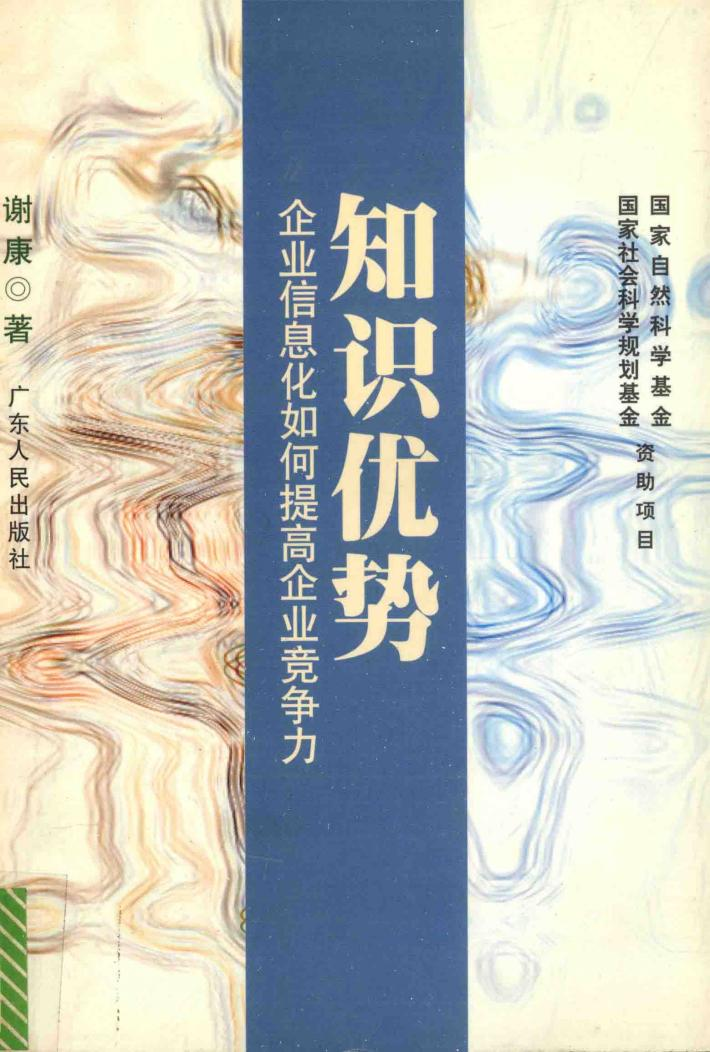 国家自然科学基金
国家社会科学规划基金
资助项目
知识优势
企业信息化如何提高企业竞争力
谢康◎著
广东人民出版社